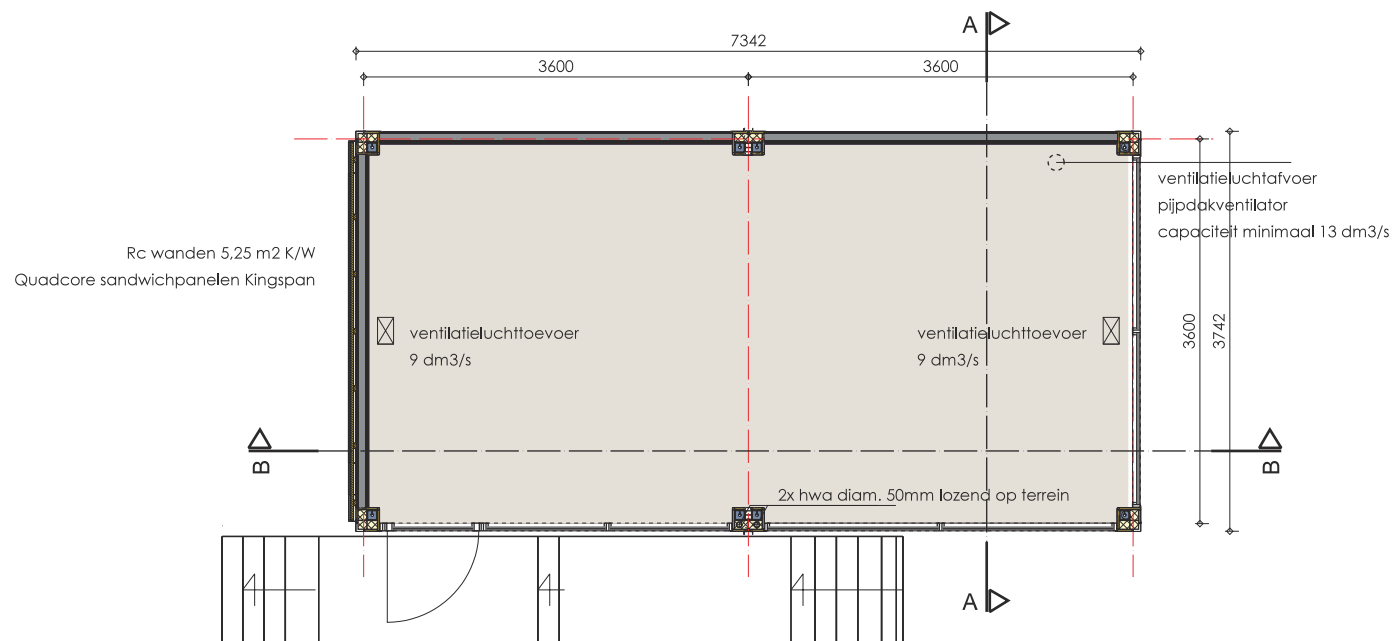 A
7342
3600
3600
ventilatieluchtafvoer
pijpdakventilator
capaciteit minimaal 13 dm3/s
Rc wanden 5,25 m2 K/W
Quadcore sandwichpanelen Kingspan
ventilatieluchttoevoer
9 dm3/s
ventilatieluchttoevoer
9 dm3/s
3600
3742
B
B
2x hwa diam. 50mm lozend op terrein
A